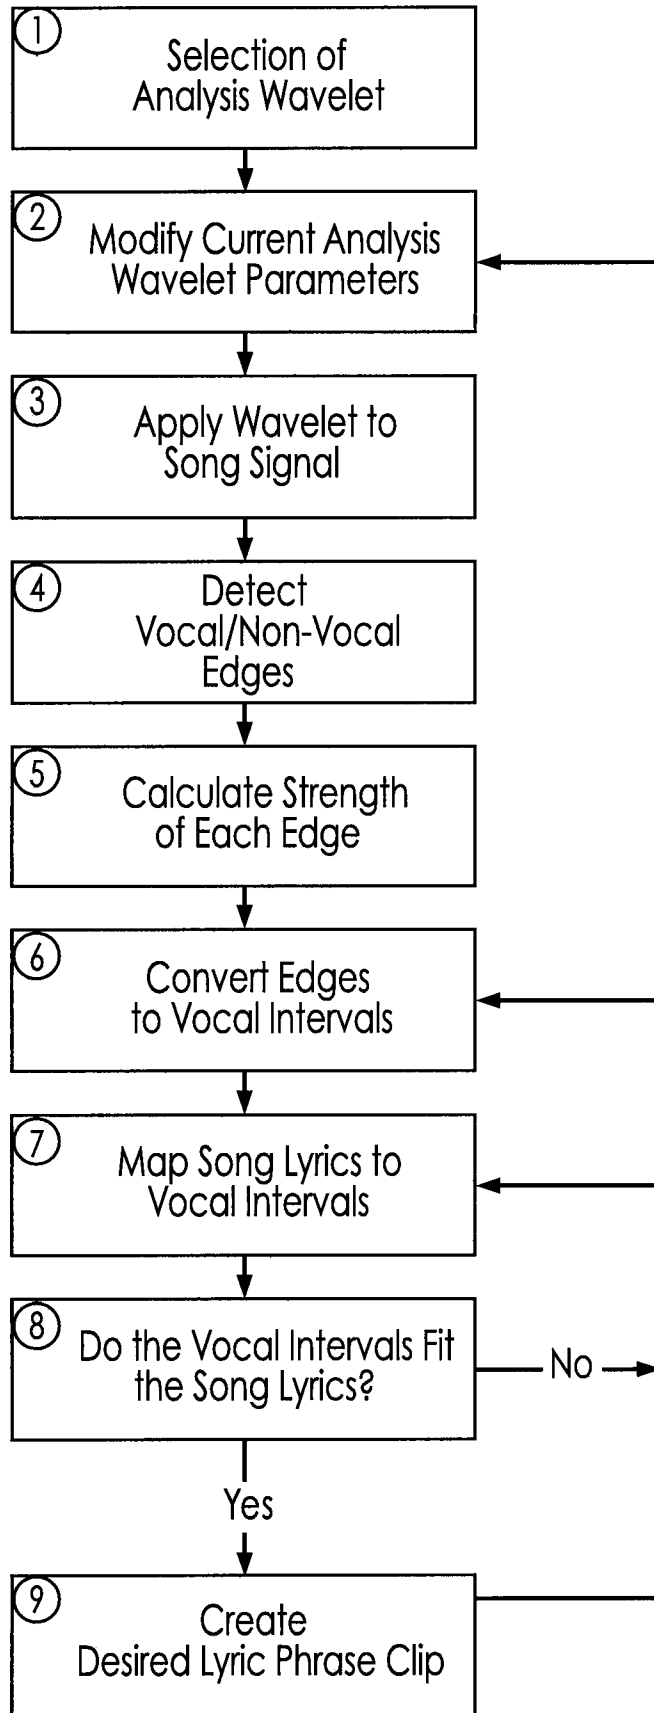 1
Selection of
Analysis Wavelet
2
Modify Current Analysis
Wavelet Parameters
3
Apply Wavelet to
Song Signal
4
Detect
Vocal/Non-Vocal
Edges
5
Calculate Strength
of Each Edge
6
Convert Edges
to Vocal Intervals
7
Map Song Lyrics to
Vocal Intervals
8
Do the Vocal Intervals Fit
the Song Lyrics?
No
Yes
9
Create
Desired Lyric Phrase Clip